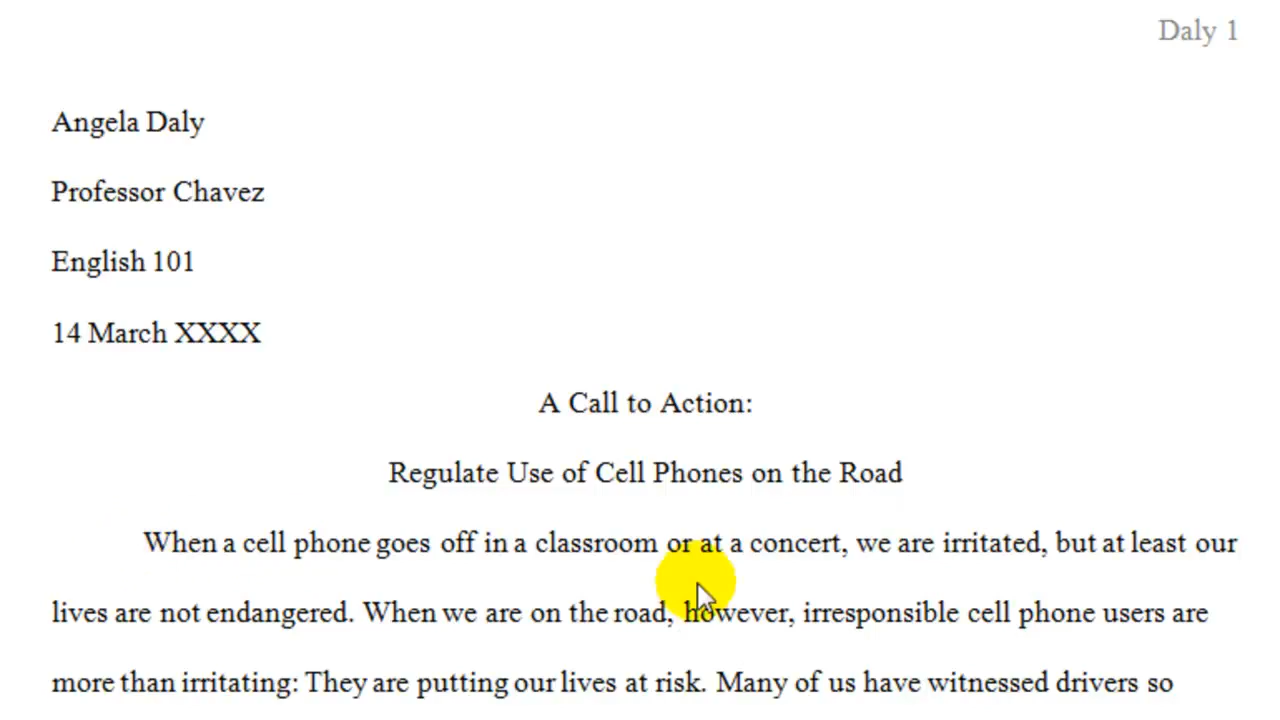 Daly 1
Angela Daly
Professor Chavez
English 101
14 March XXXX
A Call to Action:
Regulate Use of Cell Phones on the Road
When a cell phone goes off in a classroom or at a concert, we are irritated, but at least our
lives are not endangered. When we are on the road, however, irresponsible cell phone users are
more than irritating: They are putting our lives at risk. Many of us have witnessed drivers so